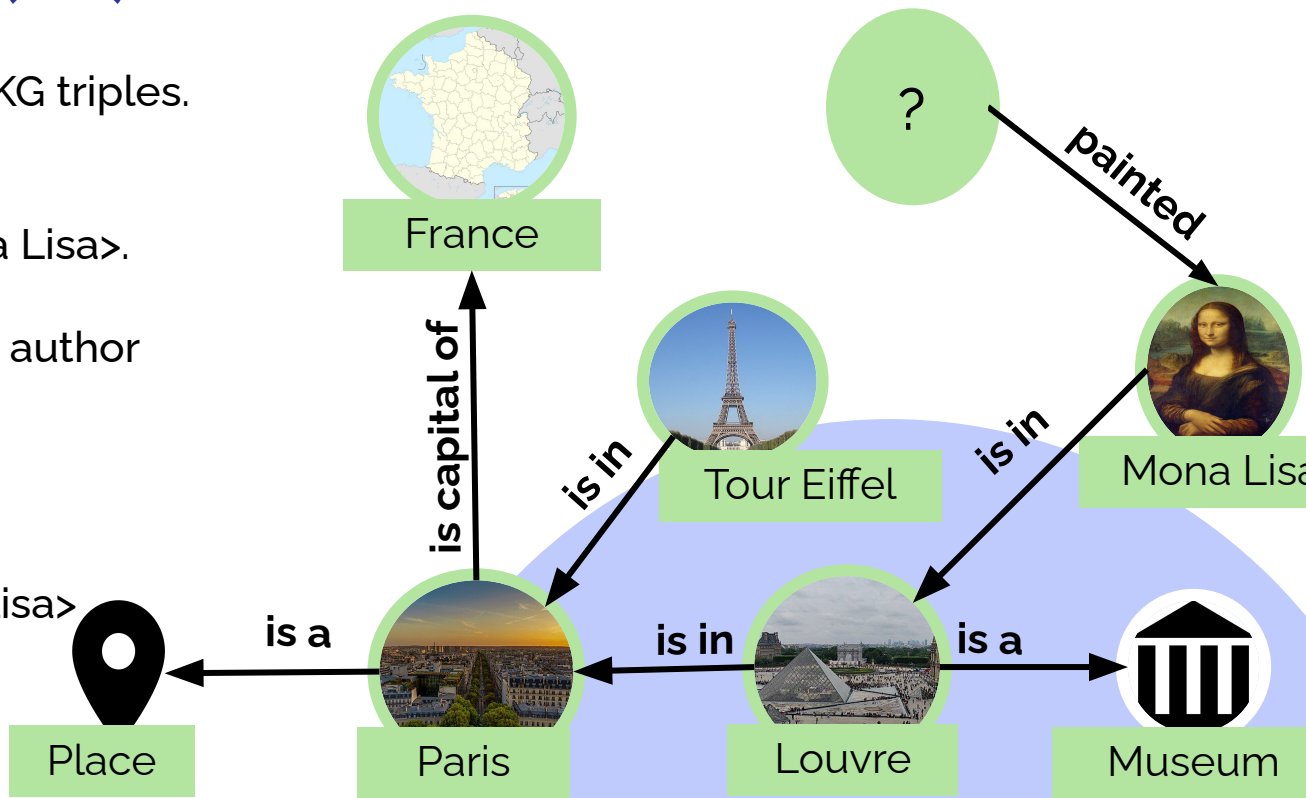 KG triples.
?
painted
a Lisa>.
France
author
is capital of
is in
is in
Mona Lisa
Tour Eiffel
isa>
is a
is in
is a
Place
Paris
Louvre
Museum